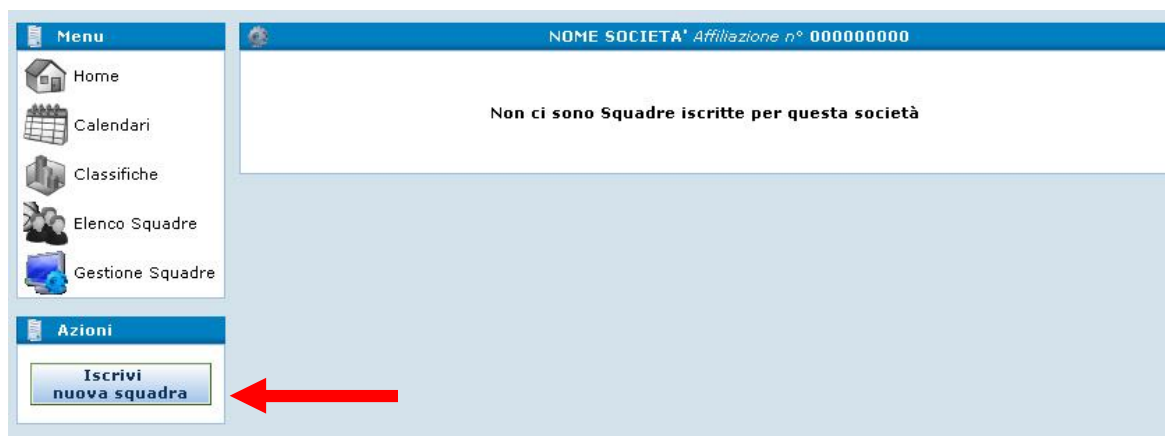 Menu
Home
Calendari
Classifiche
Elenco Squadre
Gestione Squadre
Azioni
Iscrivi
nuova squadra
NOME SOCIETA' Affiliazione n° 000000000
Non ci sono Squadre iscritte per questa società